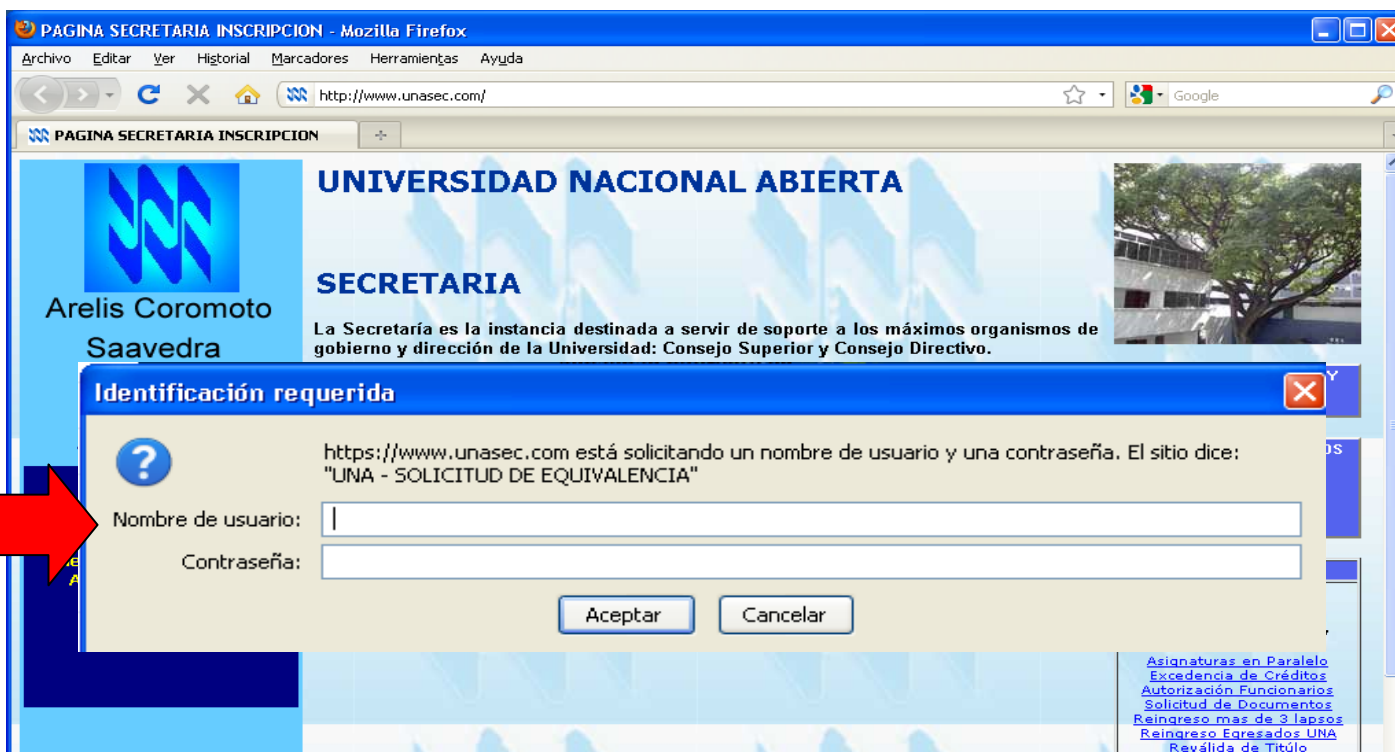 PAGINA SECRETARIA INSCRIPCION - Mozilla Firefox
Archivo Editar Ver Historial Marcadores Herramientas Ayuda
http://www.unasec.com/
Google
PAGINA SECRETARIA INSCRIPCION
UNIVERSIDAD NACIONAL ABIERTA
SECRETARIA
Arelis Coromoto
Saavedra
La Secretaría es la instancia destinada a servir de soporte a los máximos organismos de
gobierno y dirección de la Universidad: Consejo Superior y Consejo Directivo.
Y
Identificación requerida
https://www.unasec.com está solicitando un nombre de usuario y una contraseña. El sitio dice:
"UNA - SOLICITUD DE EQUIVALENCIA"
Nombre de usuario:
Contraseña:
Aceptar Cancelar
Asignaturas en Paralelo
Excedencia de Créditos
Autorización Funcionarios
Solicitud de Documentos
Reingreso mas de 3 lapsos
Reingreso Egresados UNA
Reválida de Titúlo